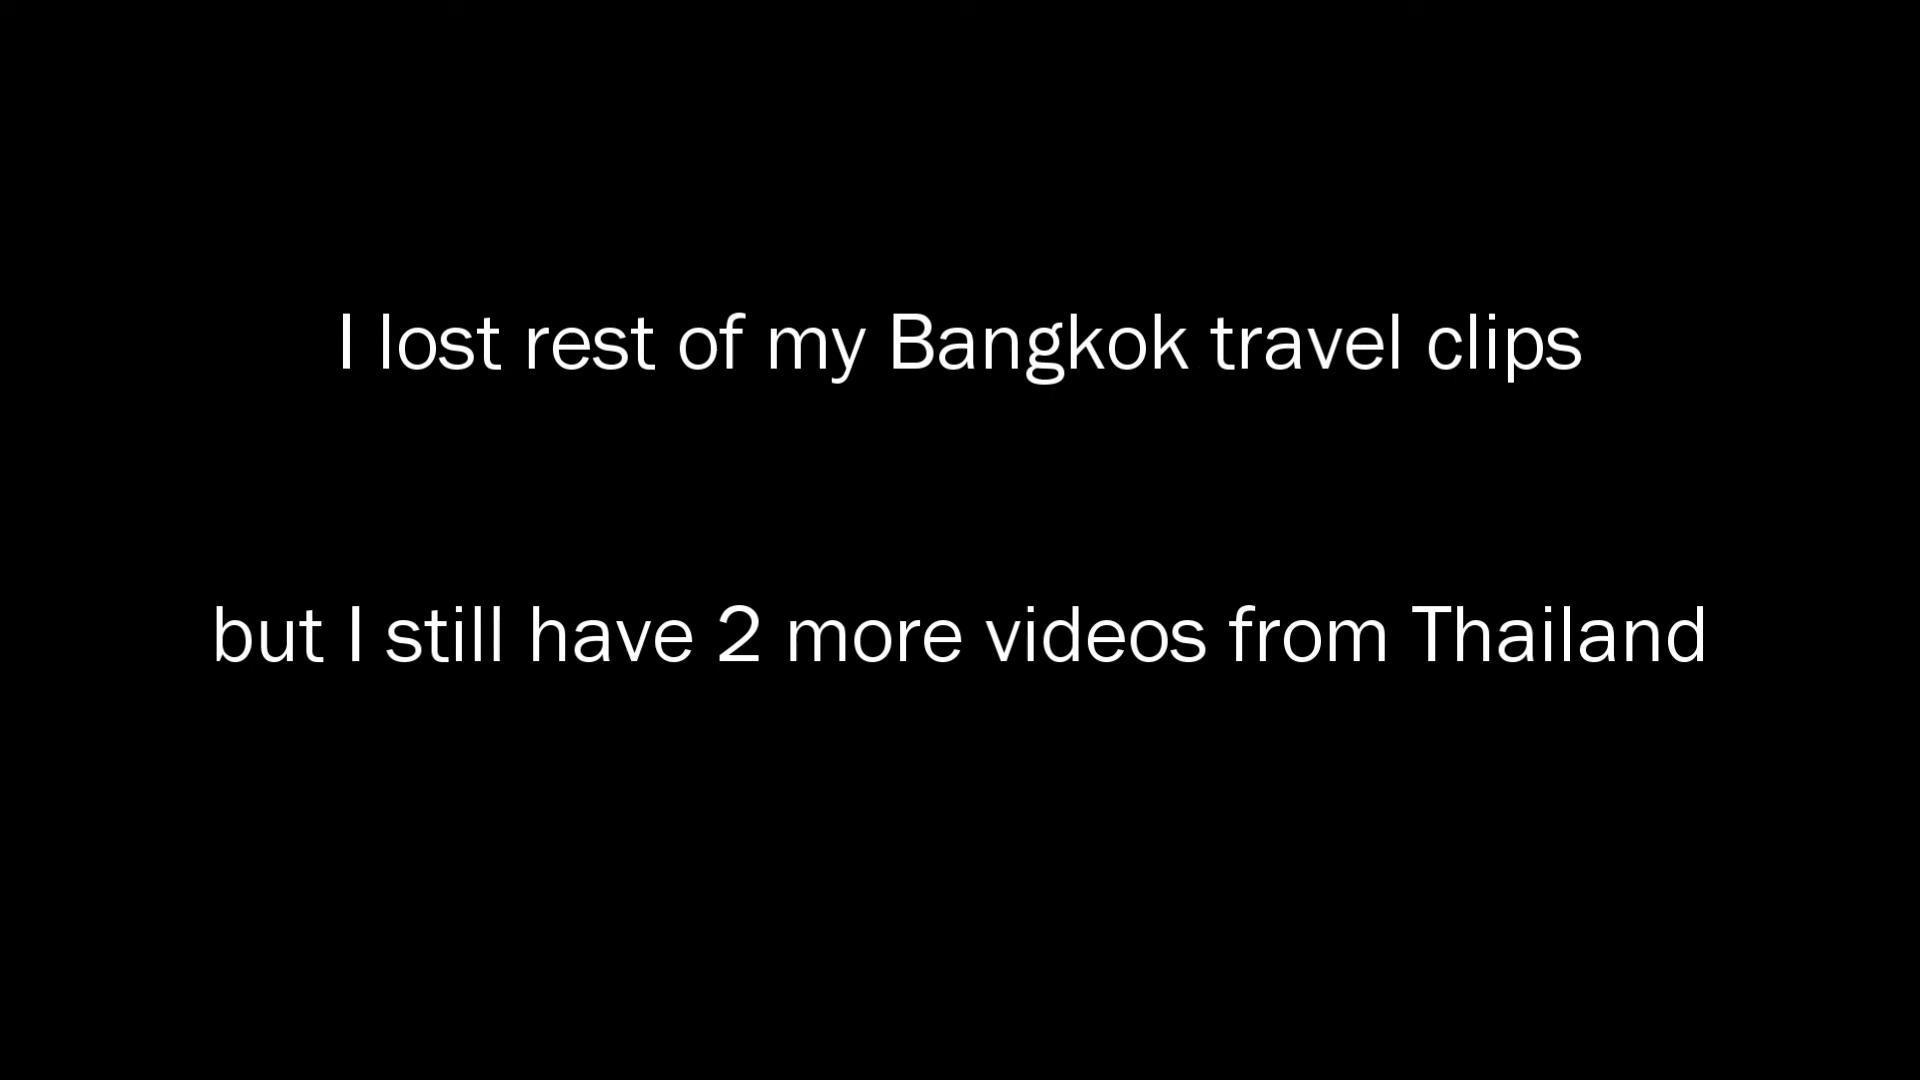 I lost rest of my Bangkok travel clips
but I still have 2 more videos from Thailand